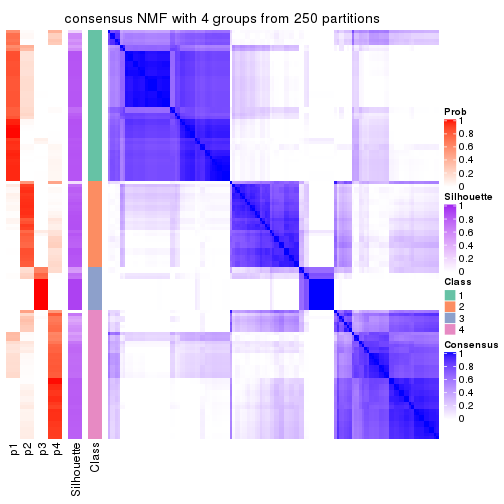 consensus NMF with 4 groups from 250 partitions
Prob
1
0.8
0.6
0.4
0.2
0
Silhouette
1
0.8
0.6
0.4
0.2
0
Class
1
2
3
4
Consensus
1
0.8
0.6
0.4
0.2
0
p1
p2
p3
p4
Silhouette
Class